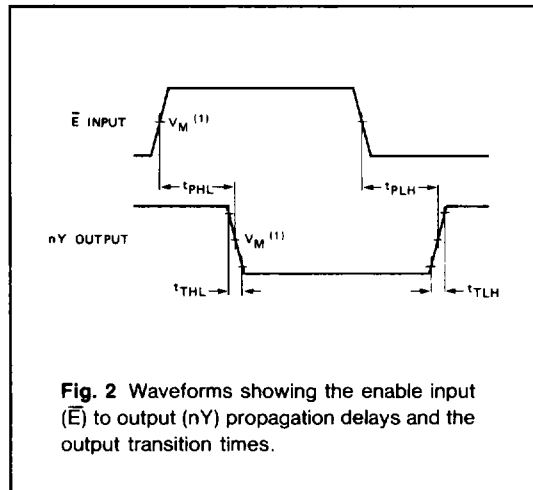 E̅ INPUT
V_M (1)
t_PHL
t_PLH
nY OUTPUT
V_M (1)
t_THL
t_TLH
Fig. 2 Waveforms showing the enable input
(E̅) to output (nY) propagation delays and the
output transition times.